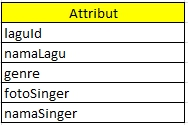 Attribut
laguId
namaLagu
genre
fotoSinger
namaSinger